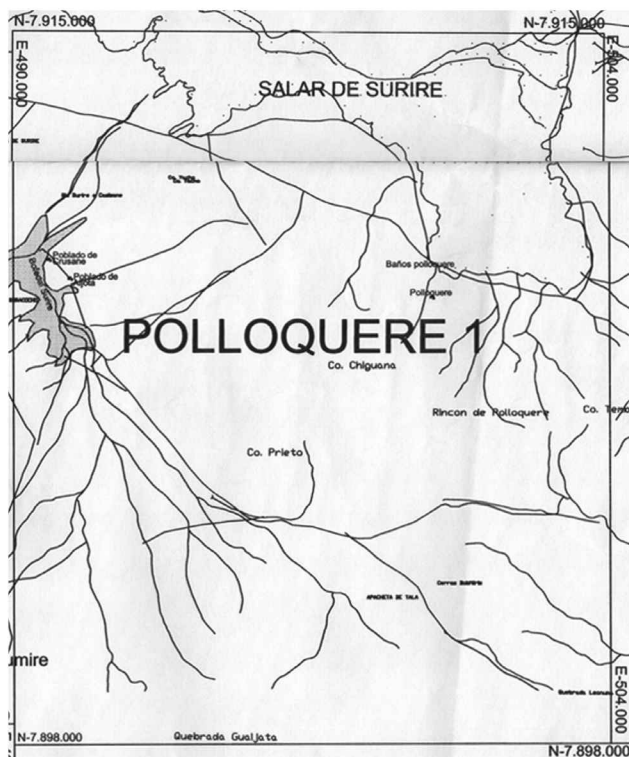 N-7.915.000
N-7.915.000
E-490.000
E-504.000
SALAR DE SURIRE
DE SURIRE
Poblado de
Crusane
Poblado de
Baños polloquere
Polloquere
POLLOQUERE 1
Co. Chiguana
Rincon de Polloquere
Co. Prieto
APACHETA DE TALA
umire
E-504.000
N-7.898.000
Quebrada Gualjata
N-7.898.000